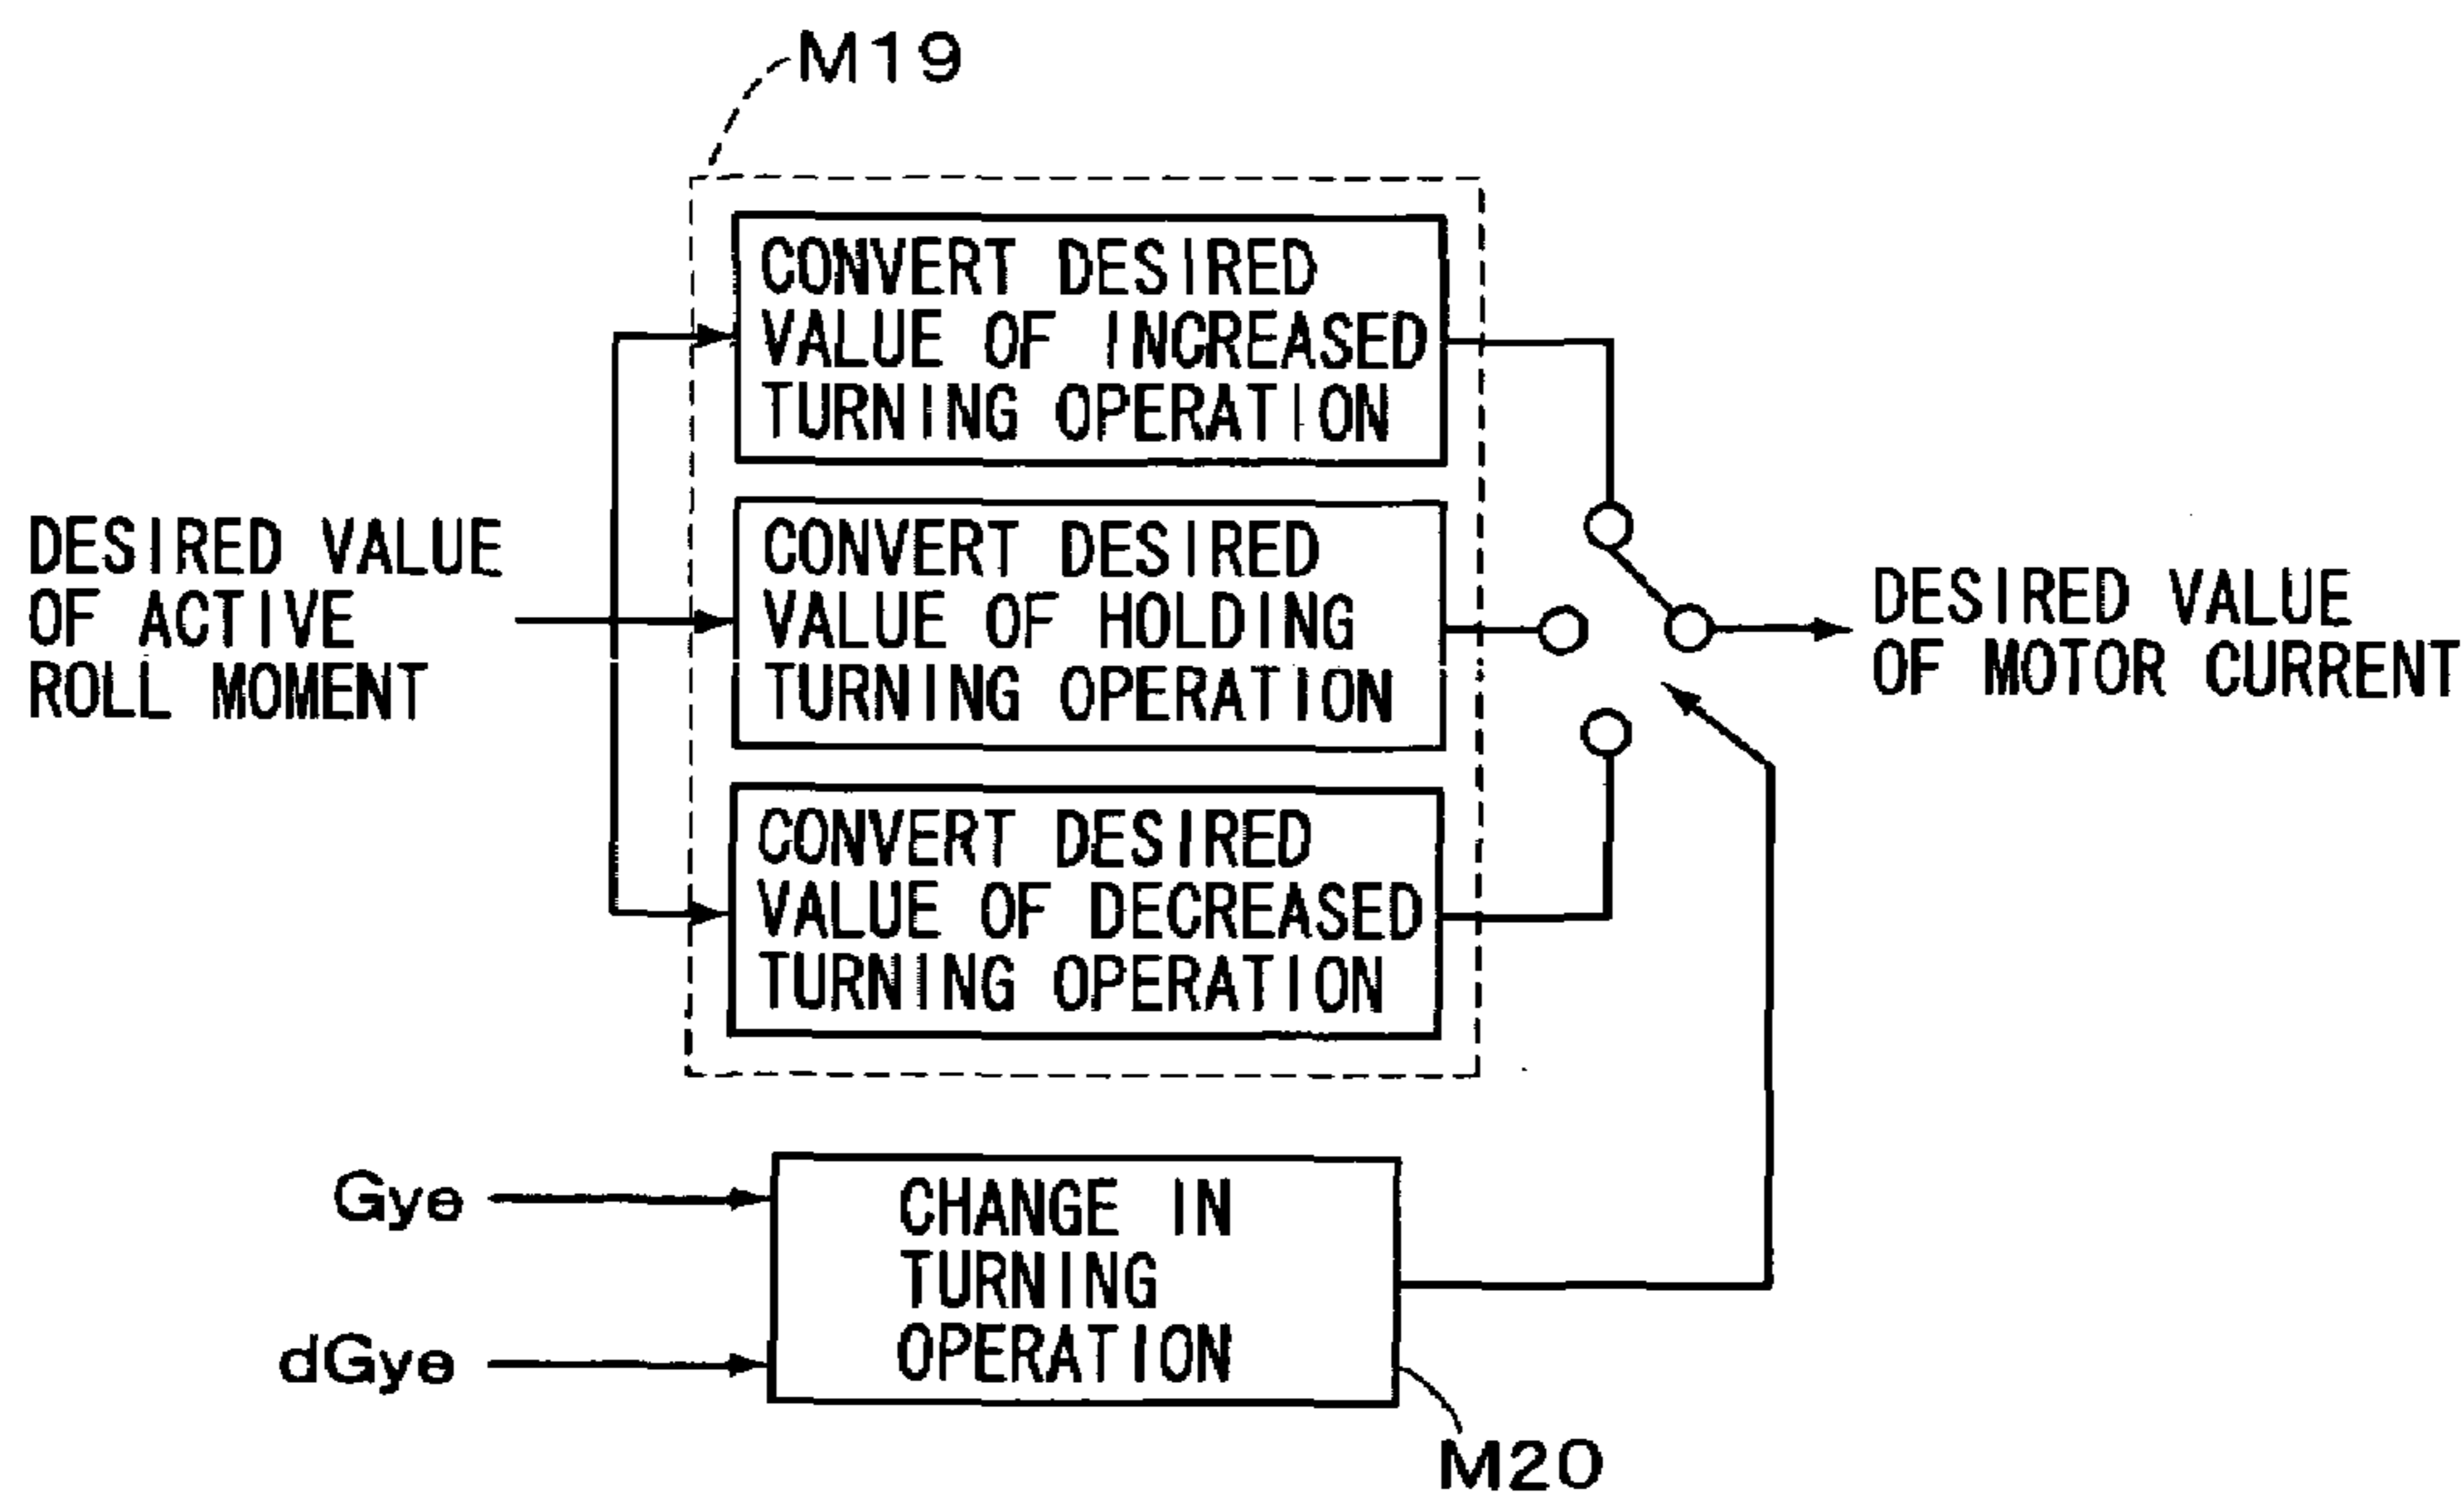 M19
CONVERT DESIRED
VALUE OF INCREASED
TURNING OPERATION
DESIRED VALUE
OF ACTIVE
ROLL MOMENT
CONVERT DESIRED
VALUE OF HOLDING
TURNING OPERATION
DESIRED VALUE
OF MOTOR CURRENT
CONVERT DESIRED
VALUE OF DECREASED
TURNING OPERATION
Gye
dGye
CHANGE IN
TURNING
OPERATION
M20